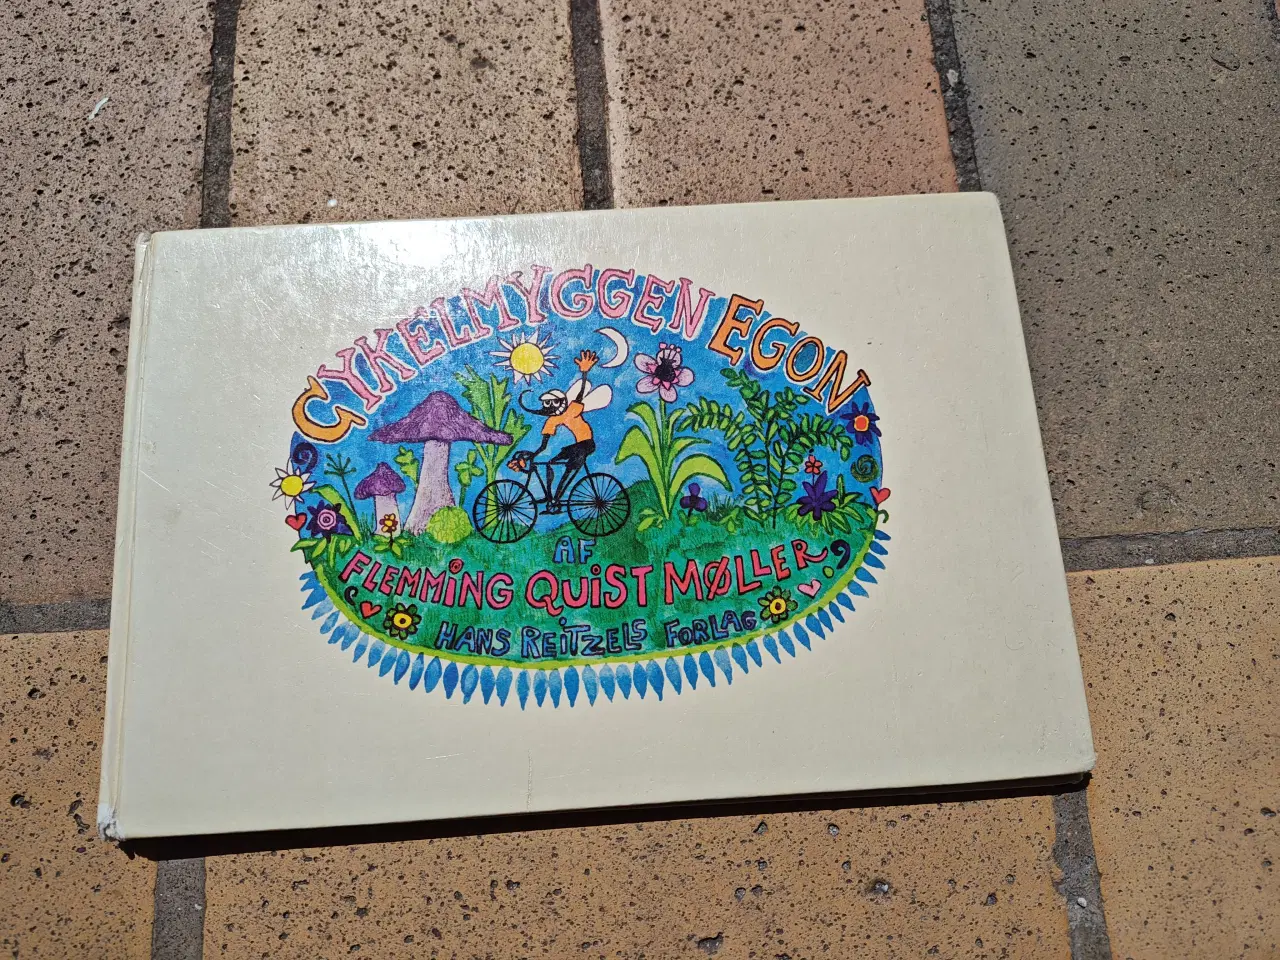 CYKELMYGGEN EGON
AF
FLEMMING QUIST MØLLER
HANS REITZELS FORLAG